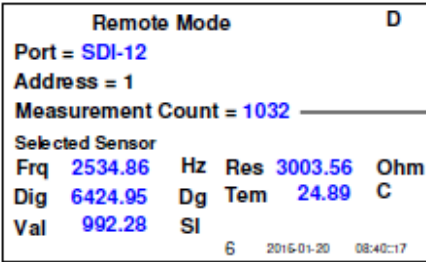 Remote Mode D
Port = SDI-12
Address = 1
Measurement Count = 1032
Selected Sensor
Frq 2534.86 Hz Res 3003.56 Ohm
Dig 6424.95 Dg Tem 24.89 C
Val 992.28 SI
6 2016-01-20 08:40::17